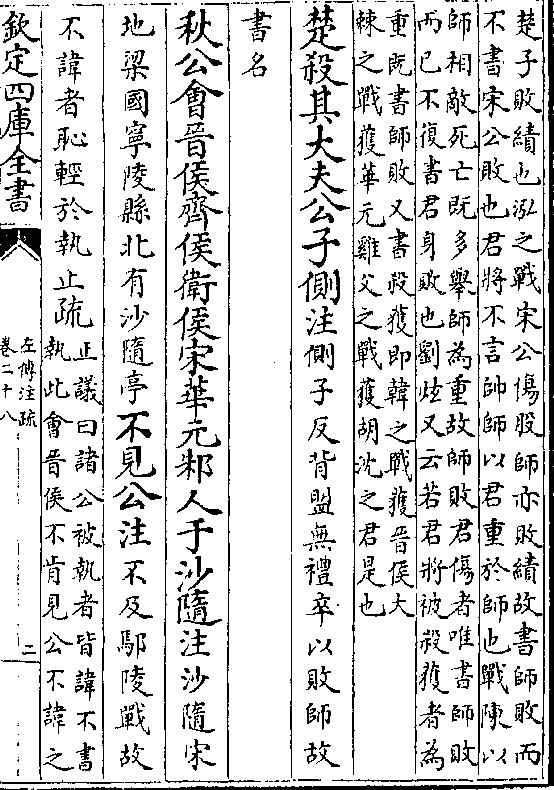 楚子敗績也泓之戰宋公傷股師亦敗績故書師敗而
不書宋公敗也君將不言帥師以君重於師也戰陳以
師相敵死亡既多舉師為重故師敗君傷者唯書師敗
而已不復書君身敗也劉炫又云若君將被殺獲者為
重既書師敗又書殺獲即韓之戰獲晉侯大
棘之戰獲華元雞父之戰獲胡沈之君是也
楚殺其大夫公子側注側子反背盟無禮卒以敗師故
書名
秋公會晉侯齊侯衛侯宋華元邾人于沙隨注沙隨宋
地梁國寧陵縣北有沙隨亭不見公注不及鄢陵戰故
不諱者恥輕於執止疏
正議曰諸公被執者皆諱不書
執此會晉侯不肯見公不諱之
欽定四庫全書
左傳注疏
卷二十八
二